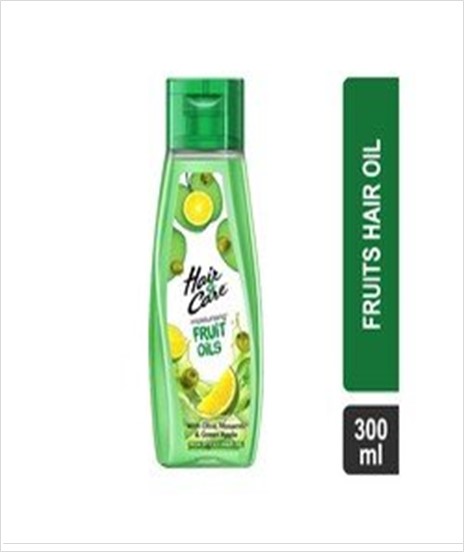 Hair
& Care
moisturising
FRUIT
OILS
With Olive, Mosambi
& Green Apple
FRUITS HAIR OIL
300
ml